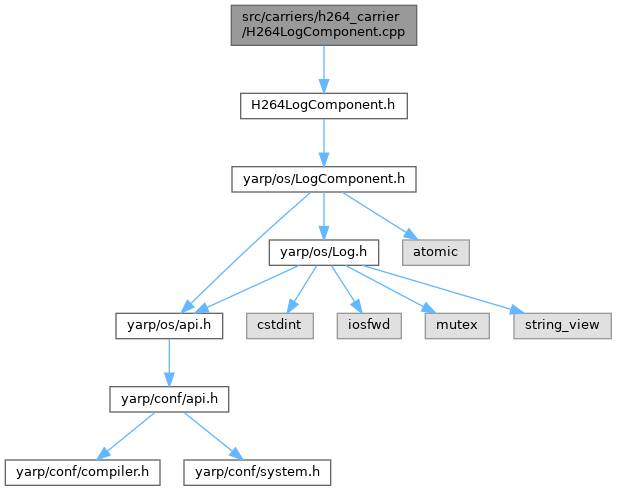 src/carriers/h264_carrier
/H264LogComponent.cpp
H264LogComponent.h
yarp/os/LogComponent.h
yarp/os/Log.h
atomic
yarp/os/api.h
cstdint
iosfwd
mutex
string_view
yarp/conf/api.h
yarp/conf/compiler.h
yarp/conf/system.h